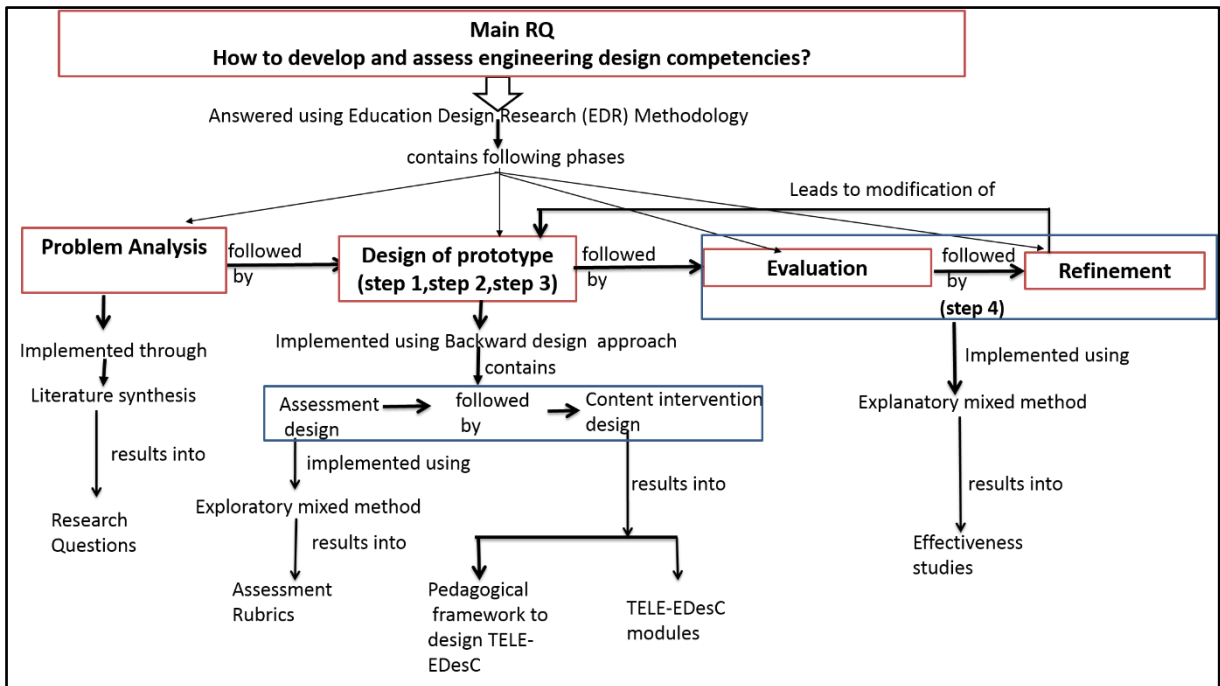 Main RQ
How to develop and assess engineering design competencies?
Answered using Education Design Research (EDR) Methodology
contains following phases
Leads to modification of
Problem Analysis
followed
by
Design of prototype
(step 1,step 2,step 3)
followed
by
Evaluation
followed
by
(step 4)
Refinement
Implemented through
Literature synthesis
results into
Research
Questions
Implemented using Backward design approach
contains
Assessment
design
followed
by
Content intervention
design
implemented using
Exploratory mixed method
results into
Assessment
Rubrics
results into
Pedagogical
framework to
design TELE-
EDesC
TELE-EDesC
modules
Implemented using
Explanatory mixed method
results into
Effectiveness
studies